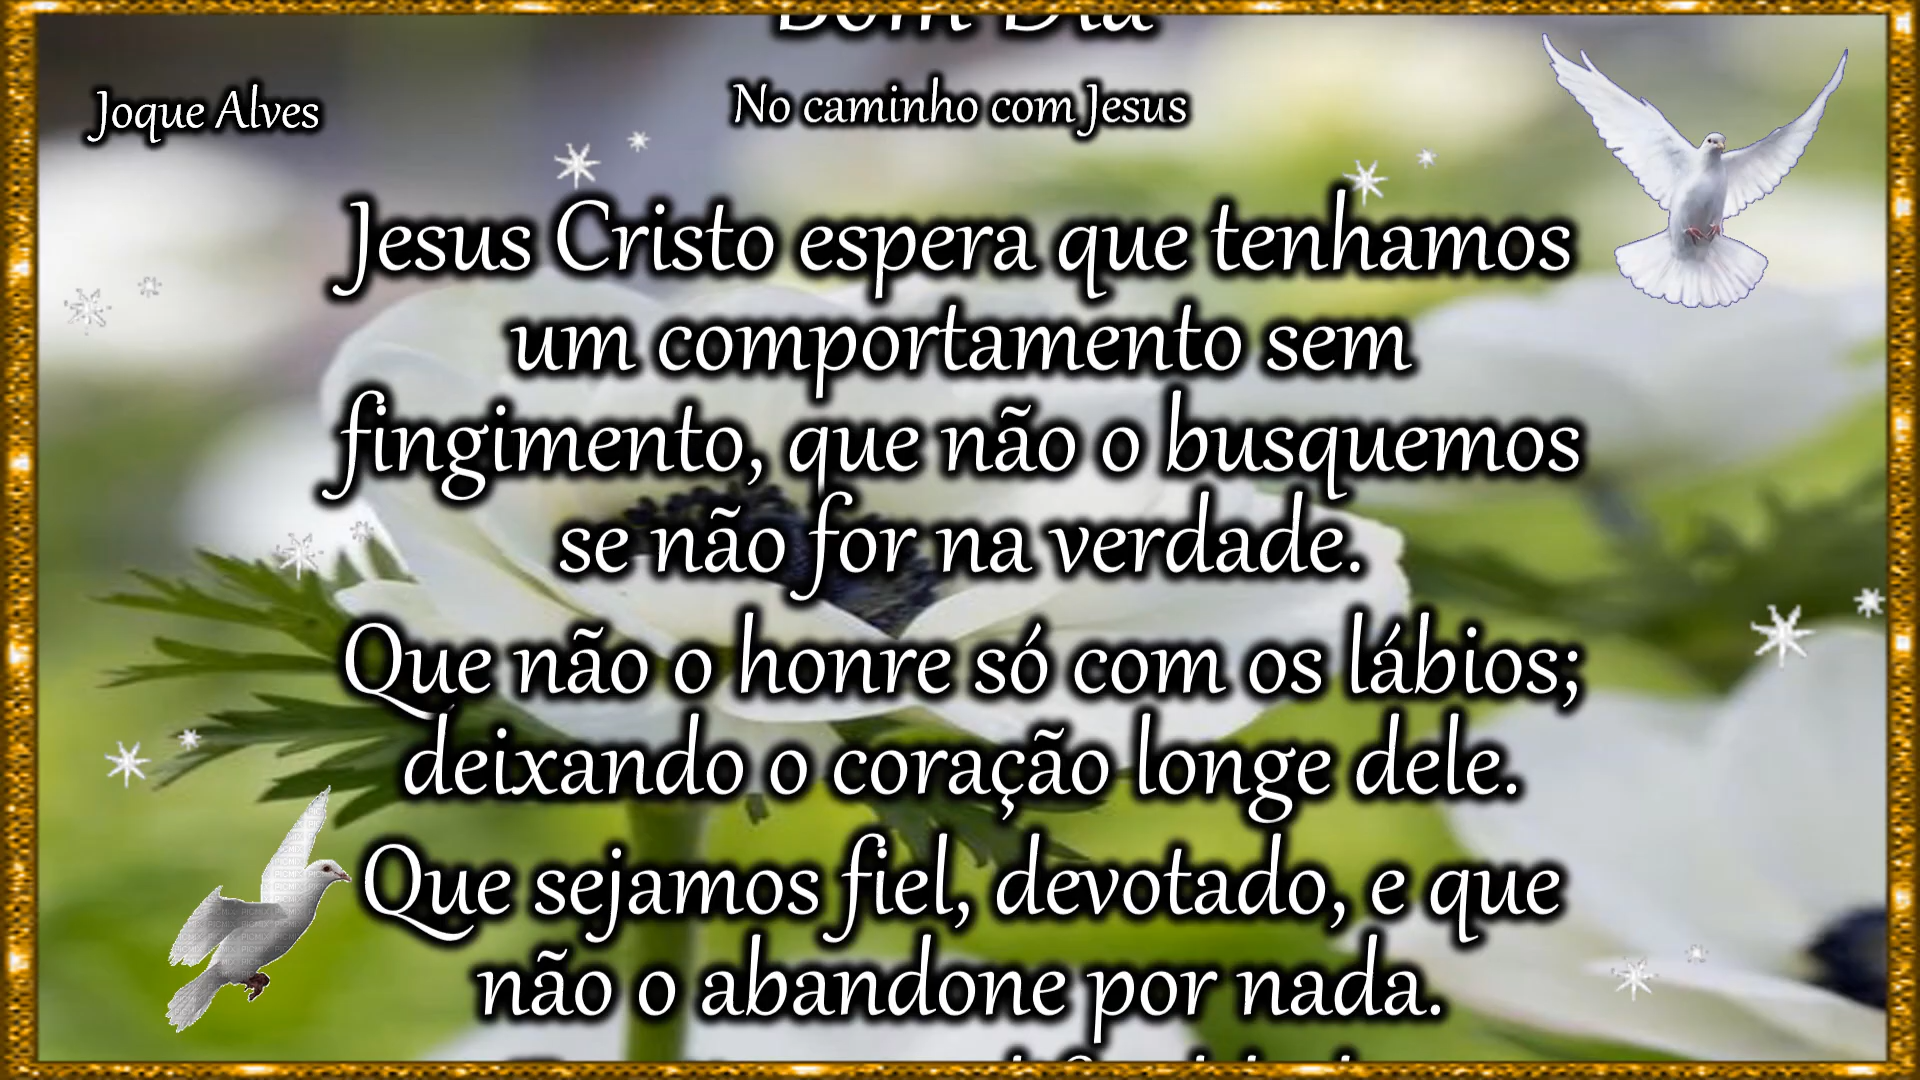 Bom Dia
Joque Alves
No caminho com Jesus
Jesus Cristo espera que tenhamos
um comportamento sem
fingimento, que não o busquemos
se não for na verdade.
Que não o honre só com os lábios;
deixando o coração longe dele.
Que sejamos fiel, devotado, e que
não o abandone por nada.